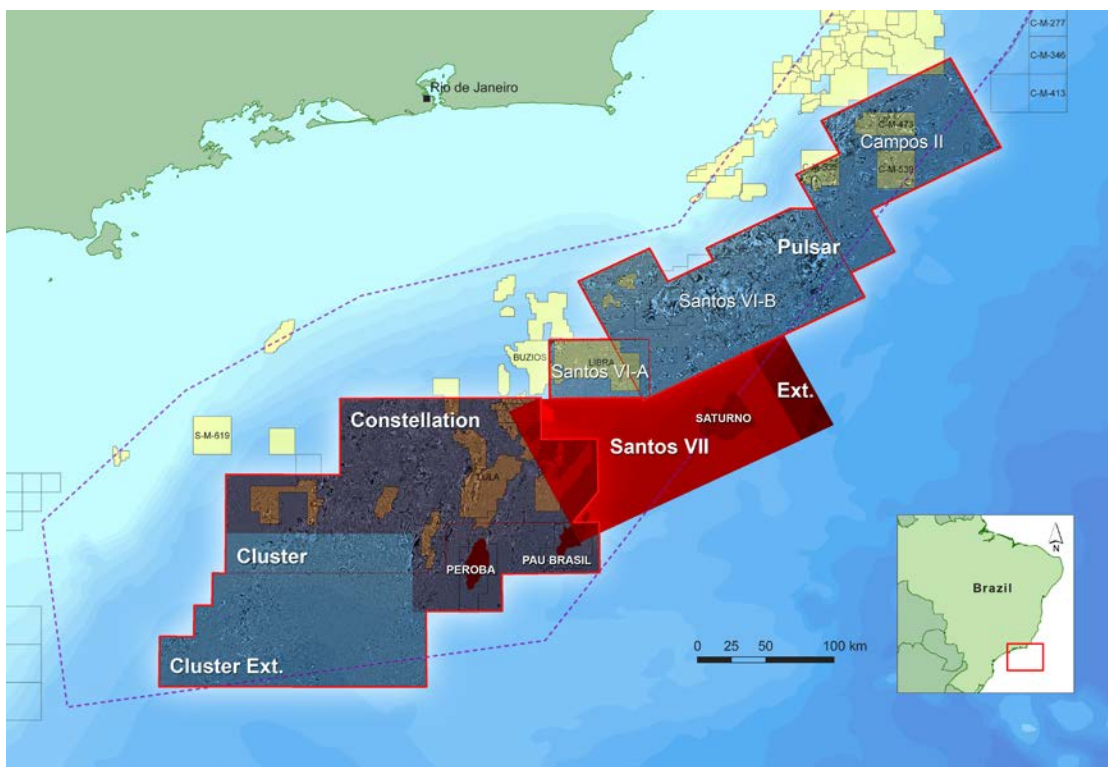 C-M-277
C-M-346
C-M-413
Rio de Janeiro
C-M-473
Campos II
C-M-539
Pulsar
Santos VI-B
BUZIOS
LIBRA
Santos VI-A
Ext.
Constellation
SATURNO
S-M-619
Santos VII
LULA
Cluster
PEROBA
PAU BRASIL
Cluster Ext.
0 25 50 100 km
N
Brazil